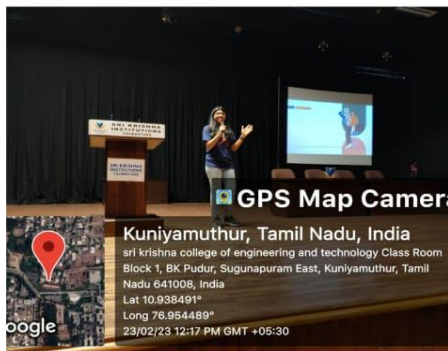 SRI KRISHNA
INSTITUTIONS
COIMBATORE
SRI KRISHNA
INSTITUTIONS
COIMBATORE
GPS Map Camera
Kuniyamuthur, Tamil Nadu, India
sri krishna college of engineering and technology Class Room
Block 1, BK Pudur, Sugunapuram East, Kuniyamuthur, Tamil
Nadu 641008, India
Lat 10.938491°
Long 76.954489°
23/02/23 12:17 PM GMT +05:30
oogle